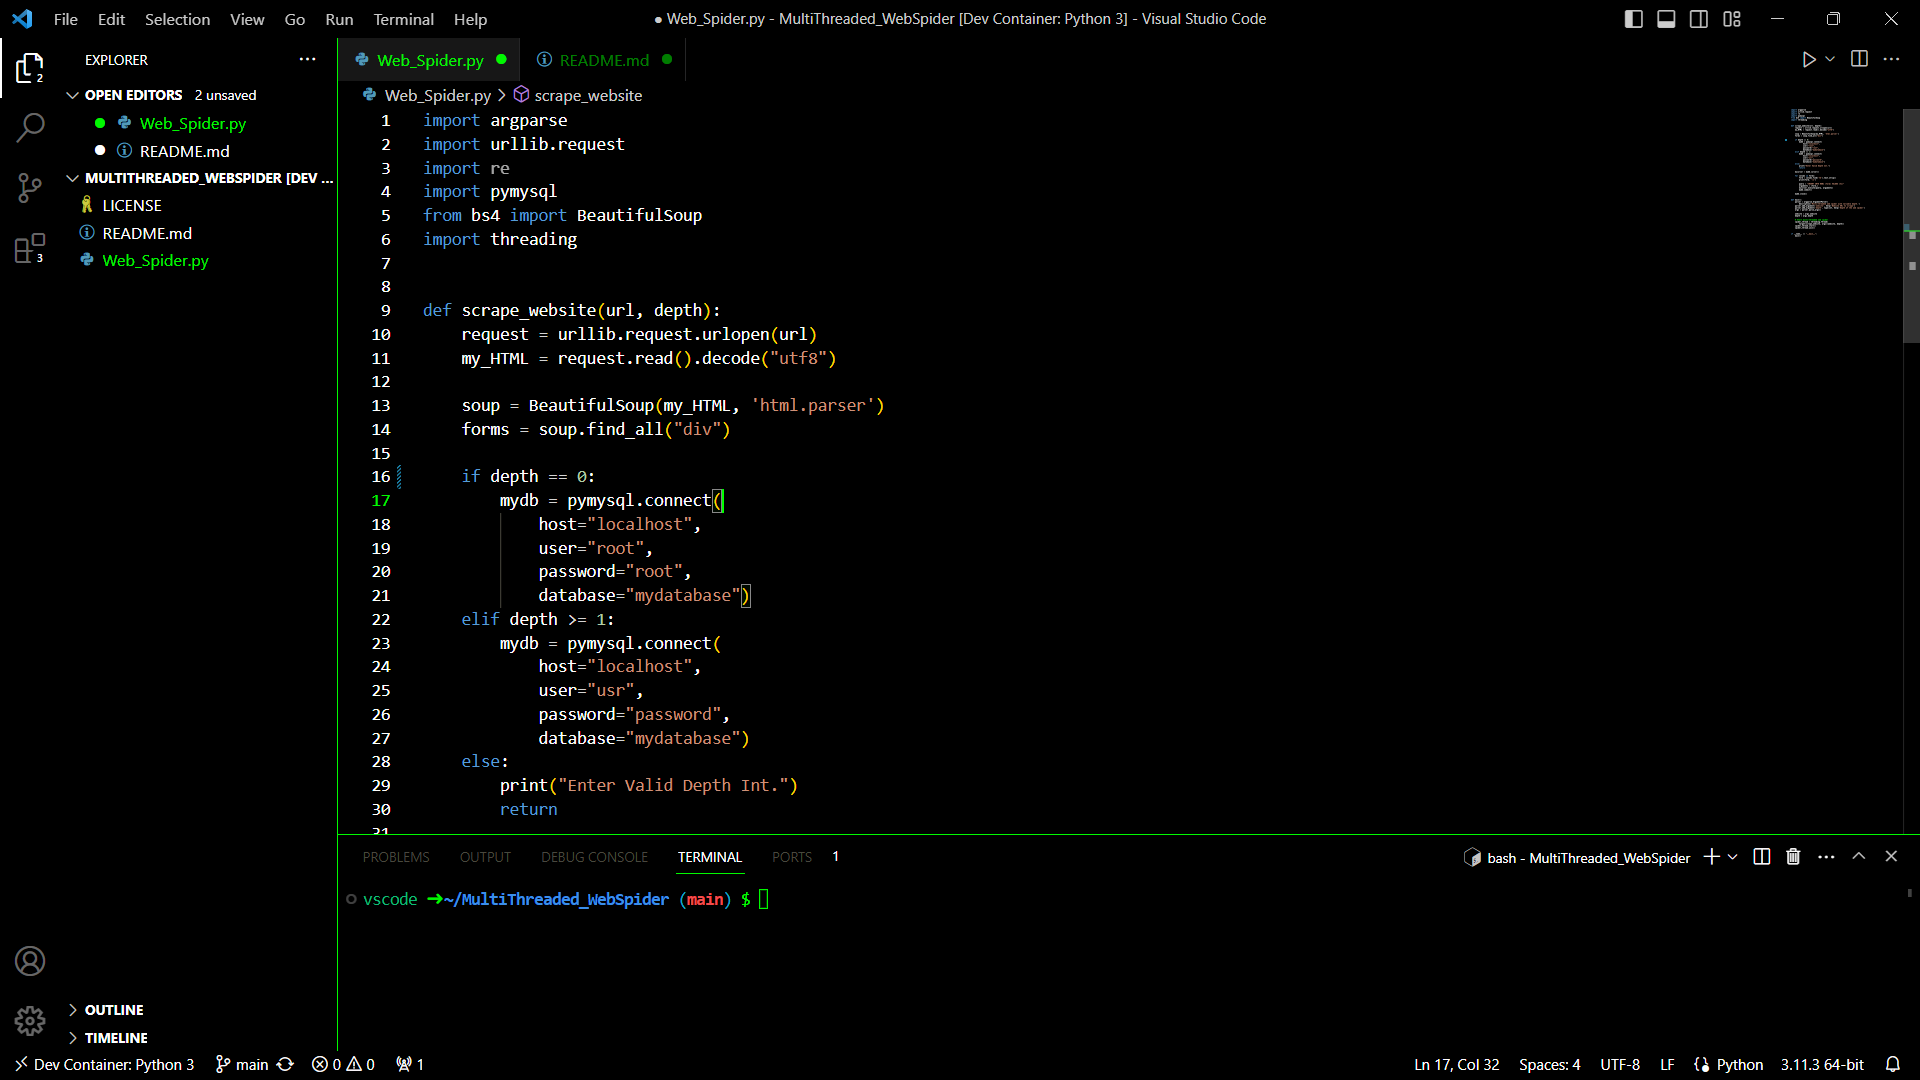 File Edit Selection View Go Run Terminal Help
● Web_Spider.py - MultiThreaded_WebSpider [Dev Container: Python 3] - Visual Studio Code
EXPLORER
OPEN EDITORS 2 unsaved
Web_Spider.py
README.md
MULTITHREADED_WEBSPIDER [DEV ...
LICENSE
README.md
Web_Spider.py
2
3
OUTLINE
TIMELINE
Web_Spider.py README.md
Web_Spider.py > scrape_website
1 import argparse
2 import urllib.request
3 import re
4 import pymysql
5 from bs4 import BeautifulSoup
6 import threading
7
8
9 def scrape_website(url, depth):
10 request = urllib.request.urlopen(url)
11 my_HTML = request.read().decode("utf8")
12
13 soup = BeautifulSoup(my_HTML, 'html.parser')
14 forms = soup.find_all("div")
15
16 if depth == 0:
17 mydb = pymysql.connect(
18 host="localhost",
19 user="root",
20 password="root",
21 database="mydatabase")
22 elif depth >= 1:
23 mydb = pymysql.connect(
24 host="localhost",
25 user="usr",
26 password="password",
27 database="mydatabase")
28 else:
29 print("Enter Valid Depth Int.")
30 return
31
PROBLEMS OUTPUT DEBUG CONSOLE TERMINAL PORTS 1
bash - MultiThreaded_WebSpider
vscode ➜ ~/MultiThreaded_WebSpider (main) $
Dev Container: Python 3 main 0 0 1
Ln 17, Col 32 Spaces: 4 UTF-8 LF Python 3.11.3 64-bit